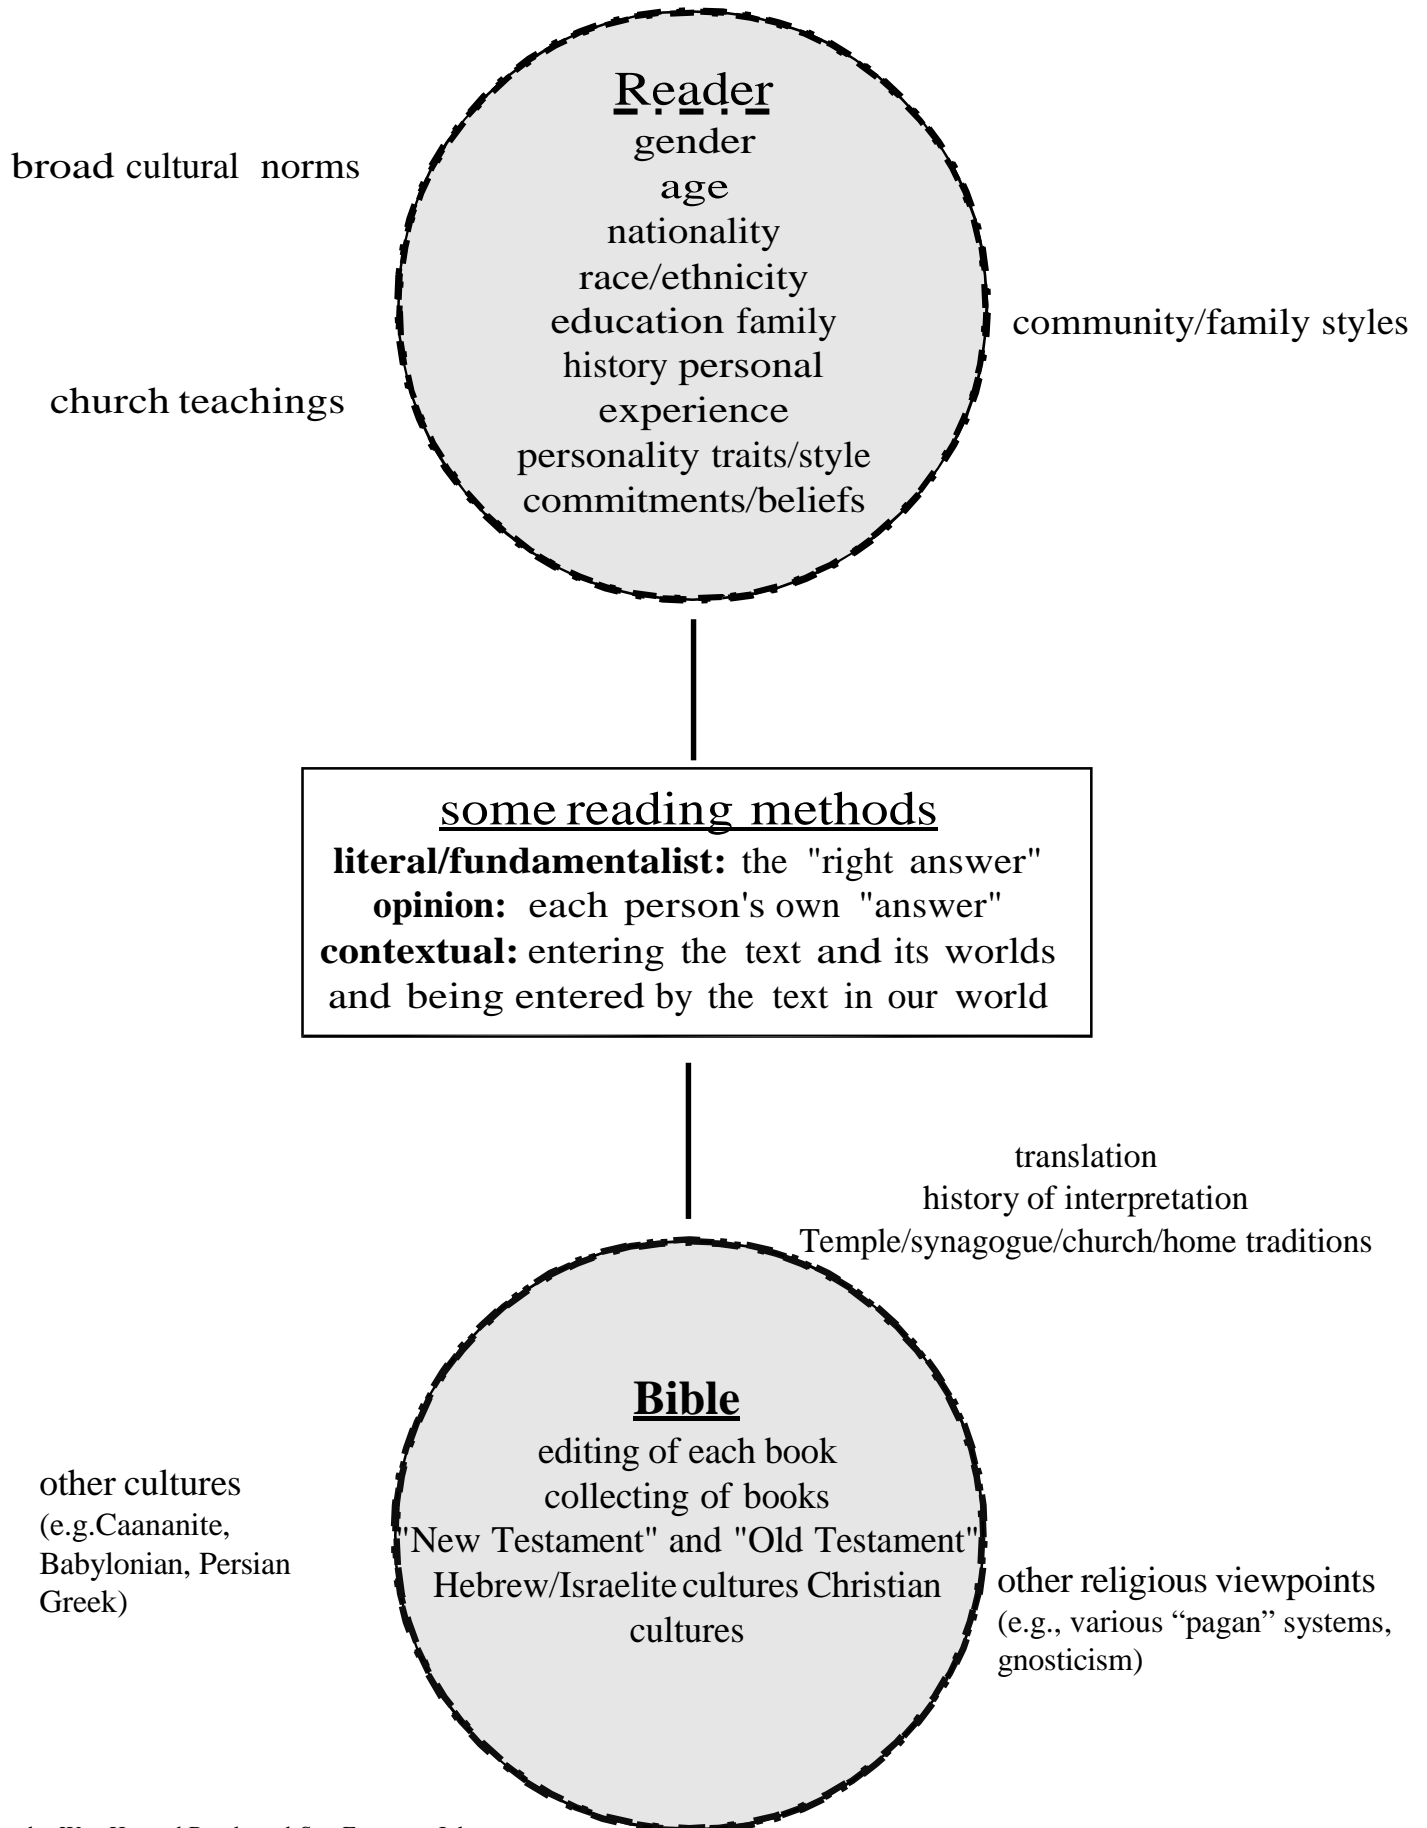 Reader
gender
age
nationality
race/ethnicity
education family
history personal
experience
personality traits/style
commitments/beliefs
broad cultural norms
church teachings
community/family styles
some reading methods
literal/fundamentalist: the "right answer"
opinion: each person's own "answer"
contextual: entering the text and its worlds
and being entered by the text in our world
translation
history of interpretation
Temple/synagogue/church/home traditions
Bible
editing of each book
collecting of books
"New Testament" and "Old Testament"
Hebrew/Israelite cultures Christian
cultures
other cultures
(e.g.Caananite,
Babylonian, Persian
Greek)
other religious viewpoints
(e.g., various “pagan” systems,
gnosticism)